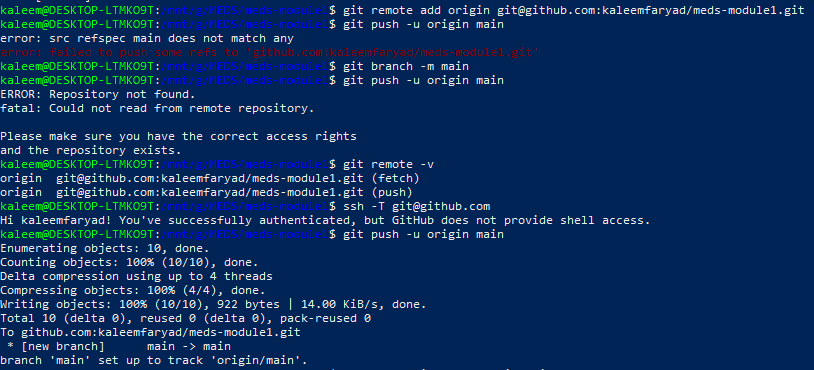 kaleem@DESKTOP-LTMKO9T:/mnt/c/MEDS/meds-module1$ git remote add origin git@github.com:kaleemfaryad/meds-module1.git
kaleem@DESKTOP-LTMKO9T:/mnt/c/MEDS/meds-module1$ git push -u origin main
error: src refspec main does not match any
error: failed to push some refs to 'github.com:kaleemfaryad/meds-module1.git'
kaleem@DESKTOP-LTMKO9T:/mnt/c/MEDS/meds-module1$ git branch -m main
kaleem@DESKTOP-LTMKO9T:/mnt/c/MEDS/meds-module1$ git push -u origin main
ERROR: Repository not found.
fatal: Could not read from remote repository.

Please make sure you have the correct access rights
and the repository exists.
kaleem@DESKTOP-LTMKO9T:/mnt/c/MEDS/meds-module1$ git remote -v
origin  git@github.com:kaleemfaryad/meds-module1.git (fetch)
origin  git@github.com:kaleemfaryad/meds-module1.git (push)
kaleem@DESKTOP-LTMKO9T:/mnt/c/MEDS/meds-module1$ ssh -T git@github.com
Hi kaleemfaryad! You've successfully authenticated, but GitHub does not provide shell access.
kaleem@DESKTOP-LTMKO9T:/mnt/c/MEDS/meds-module1$ git push -u origin main
Enumerating objects: 10, done.
Counting objects: 100% (10/10), done.
Delta compression using up to 4 threads
Compressing objects: 100% (4/4), done.
Writing objects: 100% (10/10), 922 bytes | 14.00 KiB/s, done.
Total 10 (delta 0), reused 0 (delta 0), pack-reused 0
To github.com:kaleemfaryad/meds-module1.git
 * [new branch]      main -> main
branch 'main' set up to track 'origin/main'.